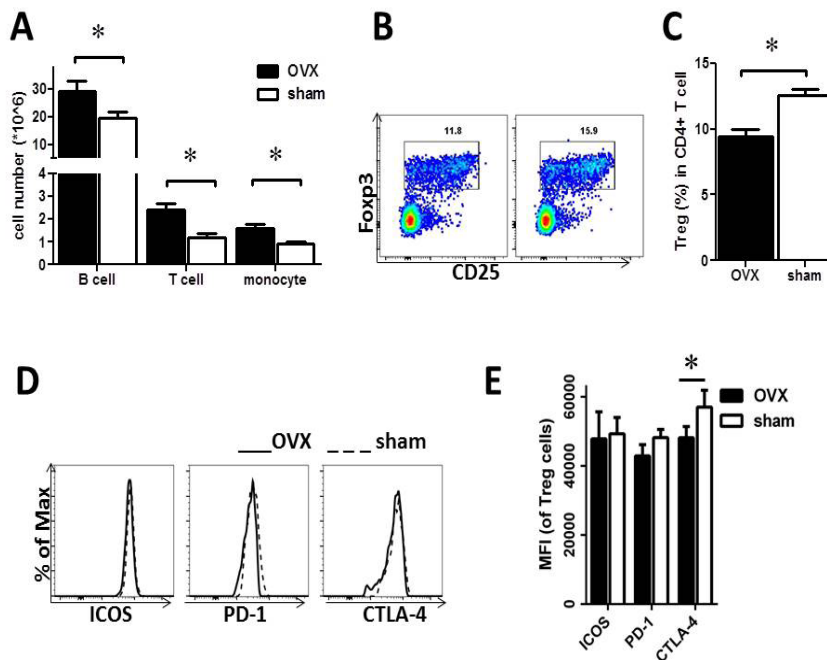 A
*
*
*
OVX
sham
cell number (*10^6)
30
20
10
4
3
2
1
0
B cell
T cell
monocyte
B
11.8
15.9
Foxp3
CD25
C
*
Treg (%) in CD4+ T cell
15
10
5
0
OVX
sham
D
OVX
sham
% of Max
ICOS
PD-1
CTLA-4
E
*
OVX
sham
MFI (of Treg cells)
60000
40000
20000
0
ICOS
PD-1
CTLA-4